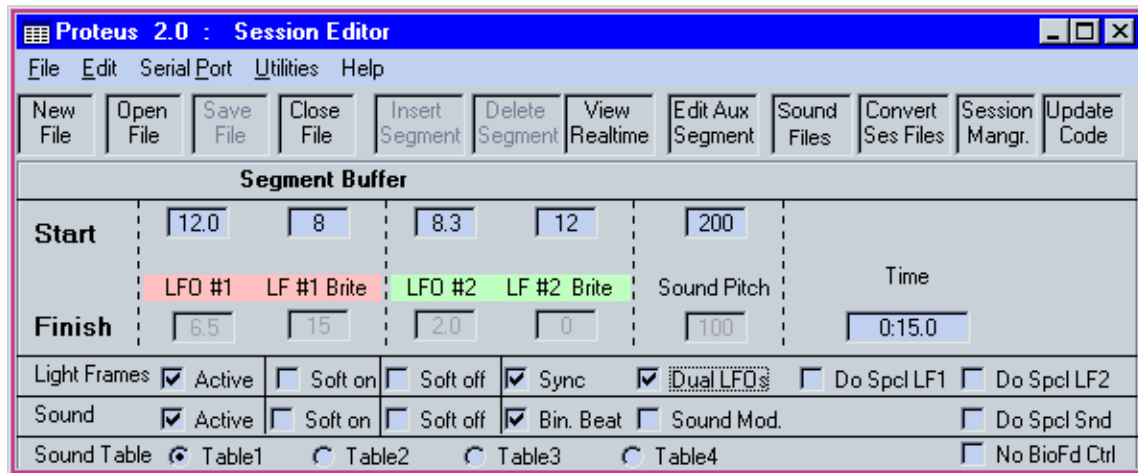 Proteus 2.0 : Session Editor
File Edit Serial Port Utilities Help
New File Open File Save File Close File Insert Segment Delete Segment View Realtime Edit Aux Segment Sound Files Convert Ses Files Session Mangr. Update Code
Segment Buffer
Start 12.0 8 8.3 12 200
LFO #1 LF #1 Brite LFO #2 LF #2 Brite Sound Pitch Time
Finish 6.5 15 2.0 0 100 0:15.0
Light Frames Active Soft on Soft off Sync Dual LFOs Do Spcl LF1 Do Spcl LF2
Sound Active Soft on Soft off Bin. Beat Sound Mod. Do Spcl Snd
Sound Table Table1 Table2 Table3 Table4 No BioFd Ctrl